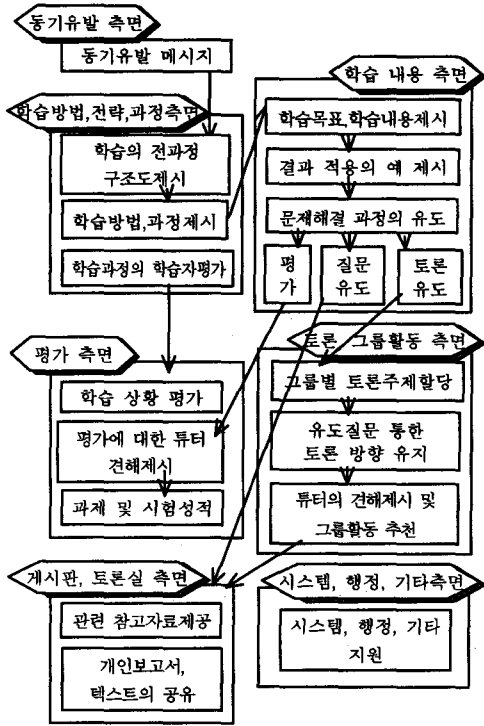 동기유발 측면
동기유발 메시지
학습방법,전략,과정측면
학습의 전과정
구조도제시
학습방법,과정제시
학습과정의 학습자평가
학습 내용 측면
학습목표,학습내용제시
결과 적용의 예 제시
문제해결 과정의 유도
평
가
질문
유도
토론
유도
평가 측면
학습 상황 평가
평가에 대한 튜터
견해제시
과제 및 시험성적
토론 그룹활동 측면
그룹별 토론주제할당
유도질문 통한
토론 방향 유지
튜터의 견해제시 및
그룹활동 추천
게시판, 토론실 측면
관련 참고자료제공
개인보고서,
텍스트의 공유
시스템, 행정, 기타측면
시스템, 행정, 기타
지원